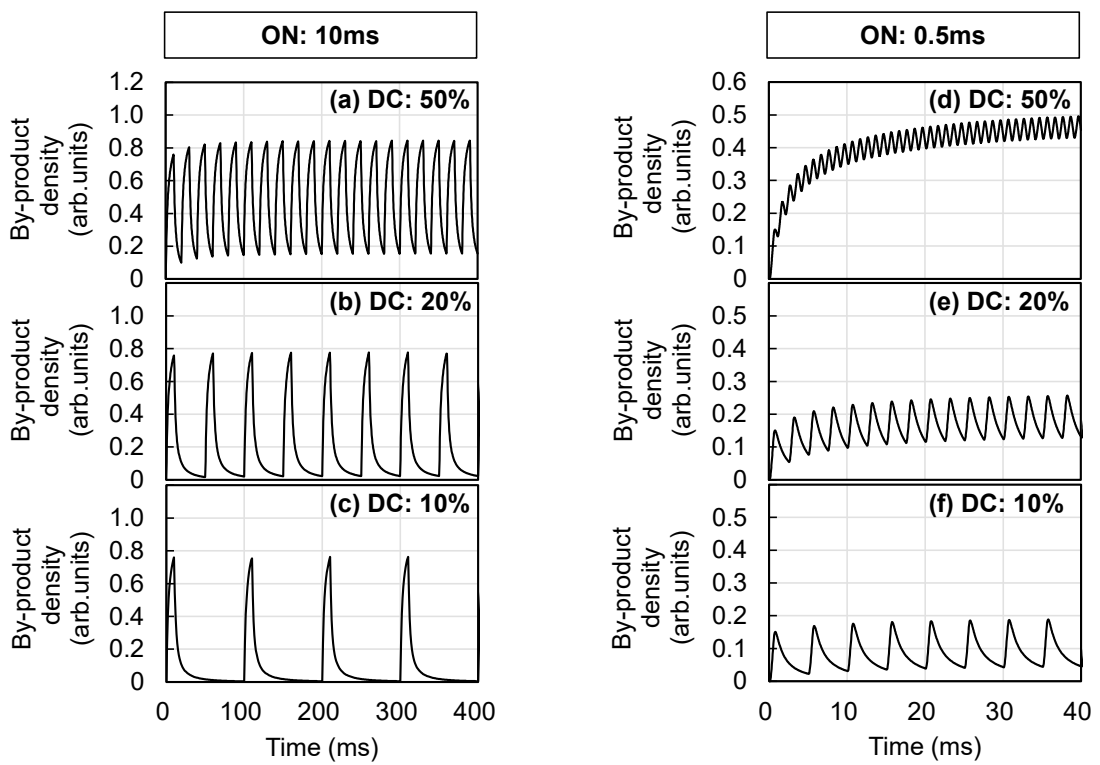 ON: 10ms
By-product
density
(arb.units)
1.2
1.0
0.8
0.6
0.4
0.2
0
(a) DC: 50%
By-product
density
(arb.units)
1.0
0.8
0.6
0.4
0.2
0
(b) DC: 20%
By-product
density
(arb.units)
1.0
0.8
0.6
0.4
0.2
0
(c) DC: 10%
0 100 200 300 400
Time (ms)
ON: 0.5ms
By-product
density
(arb.units)
0.6
0.5
0.4
0.3
0.2
0.1
0
(d) DC: 50%
By-product
density
(arb.units)
0.5
0.4
0.3
0.2
0.1
0
(e) DC: 20%
By-product
density
(arb.units)
0.5
0.4
0.3
0.2
0.1
0
(f) DC: 10%
0 10 20 30 40
Time (ms)